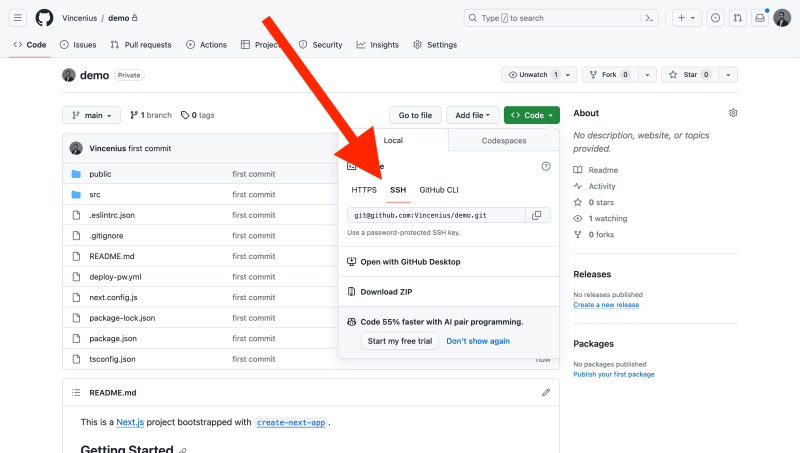 Vincenius / demo
Type / to search
Code Issues Pull requests Actions Projec Security Insights Settings
demo Private
Unwatch 1 Fork 0 Star 0
main 1 branch 0 tags Go to file Add file Code
Vincenius first commit
public first commit
src first commit
.eslintrc.json first commit
.gitignore first commit
README.md first commit
deploy-pw.yml first commit
next.config.js first commit
package-lock.json first commit
package.json first commit
tsconfig.json first commit now
Local Codespaces
HTTPS SSH GitHub CLI
git@github.com:Vincenius/demo.git
Use a password-protected SSH key.
Open with GitHub Desktop
Download ZIP
Code 55% faster with AI pair programming.
Start my free trial Don't show again
README.md
This is a Next.js project bootstrapped with create-next-app.
Getting Started
About
No description, website, or topics
provided.
Readme
Activity
0 stars
1 watching
0 forks
Releases
No releases published
Create a new release
Packages
No packages published
Publish your first package